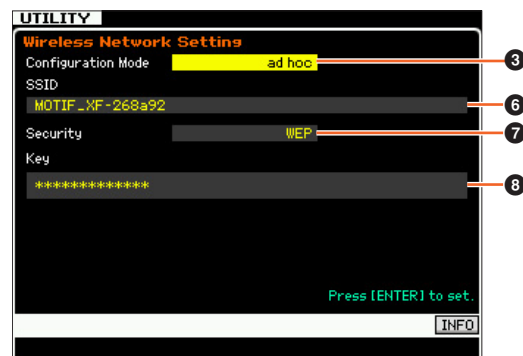 UTILITY
Wireless Network Setting
Configuration Mode ad hoc 3
SSID
MOTIF_XF-268a92 6
Security WEP 7
Key
************* 8
Press [ENTER] to set.
INFO